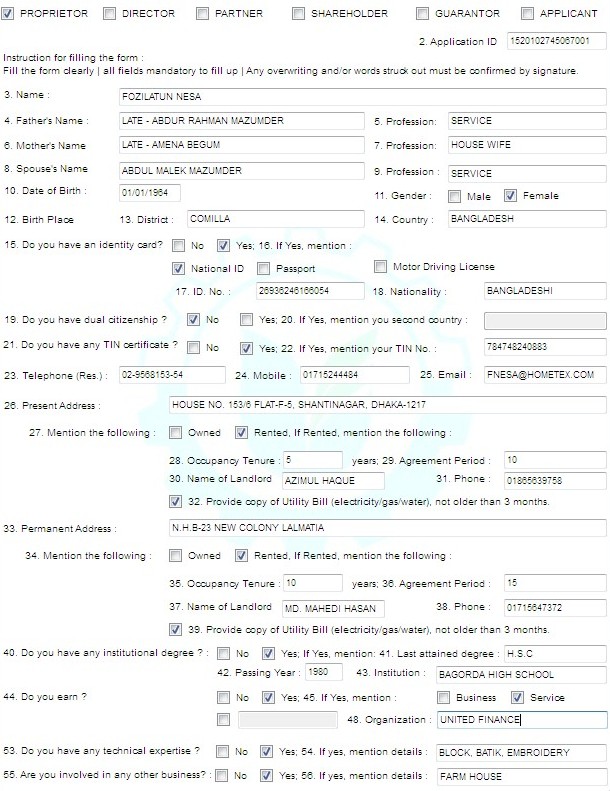 PROPRIETOR DIRECTOR PARTNER SHAREHOLDER GUARANTOR APPLICANT
2. Application ID 1520102745067001
Instruction for filling the form :
Fill the form clearly | all fields mandatory to fill up | Any overwriting and/or words struck out must be confirmed by signature.
3. Name : FOZILATUN NESA
4. Father's Name : LATE - ABDUR RAHMAN MAZUMDER 5. Profession: SERVICE
6. Mother's Name : LATE - AMENA BEGUM 7. Profession: HOUSE WIFE
8. Spouse's Name ABDUL MALEK MAZUMDER 9. Profession : SERVICE
10. Date of Birth : 01/01/1964 11. Gender : Male Female
12. Birth Place 13. District : COMILLA 14. Country : BANGLADESH
15. Do you have an identity card? No Yes; 16. If Yes, mention :
National ID Passport Motor Driving License
17. ID. No. : 26936246166054 18. Nationality : BANGLADESHI
19. Do you have dual citizenship ? No Yes; 20. If Yes, mention you second country :
21. Do you have any TIN certificate ? No Yes; 22. If Yes, mention your TIN No. : 784748240883
23. Telephone (Res.) : 02-9568153-54 24. Mobile : 01715244484 25. Email : FNESA@HOMETEX.COM
26. Present Address : HOUSE NO. 153/6 FLAT-F-5, SHANTINAGAR, DHAKA-1217
27. Mention the following : Owned Rented, If Rented, mention the following :
28. Occupancy Tenure : 5 years; 29. Agreement Period : 10
30. Name of Landlord AZIMUL HAQUE 31. Phone : 01865639758
32. Provide copy of Utility Bill (electricity/gas/water), not older than 3 months.
33. Permanent Address : N.H.B-23 NEW COLONY LALMATIA
34. Mention the following : Owned Rented, If Rented, mention the following :
35. Occupancy Tenure : 10 years; 36. Agreement Period : 15
37. Name of Landlord MD. MAHEDI HASAN 38. Phone : 01715647372
39. Provide copy of Utility Bill (electricity/gas/water), not older than 3 months.
40. Do you have any institutional degree ? : No Yes; If Yes, mention: 41. Last attained degree : H.S.C
42. Passing Year : 1980 43. Institution : BAGORDA HIGH SCHOOL
44. Do you earn ? No Yes; 45. If Yes, mention : Business Service
48. Organization : UNITED FINANCE
53. Do you have any technical expertise ? No Yes; 54. If yes, mention details : BLOCK, BATIK, EMBROIDERY
55. Are you involved in any other business? : No Yes; 56. If yes, mention details : FARM HOUSE